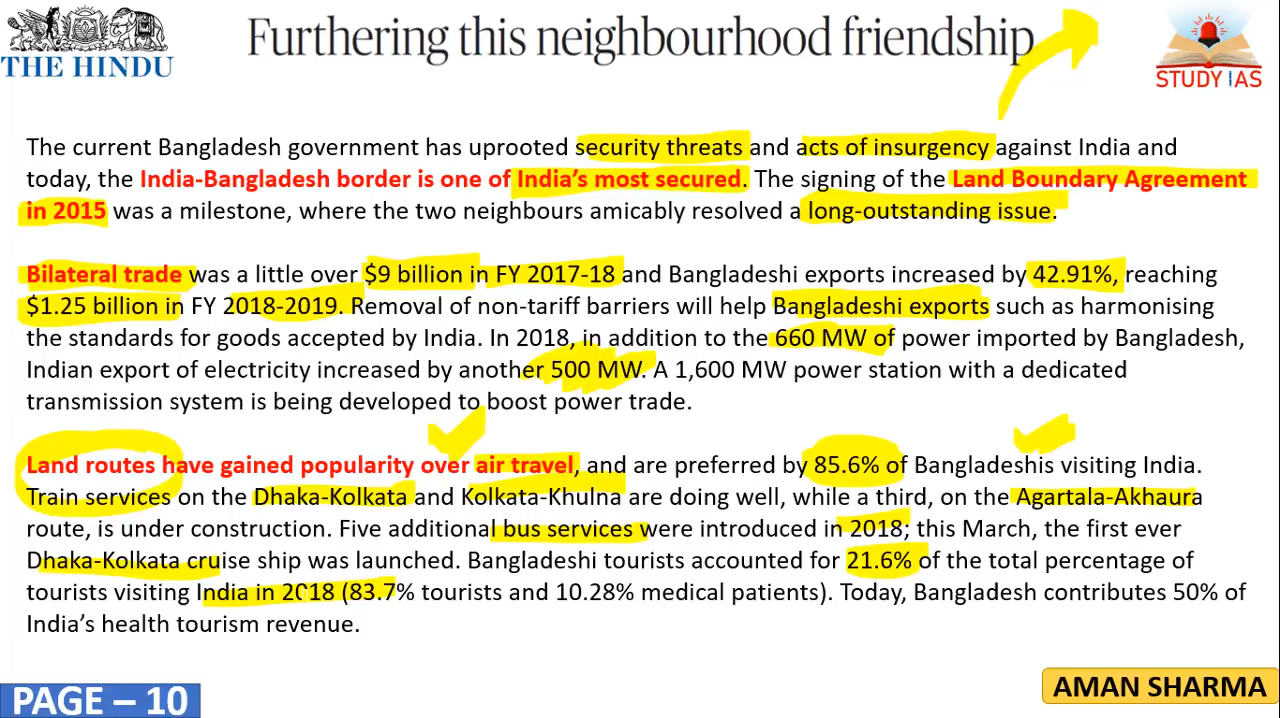 THE HINDU
Furthering this neighbourhood friendship
STUDY IAS
The current Bangladesh government has uprooted security threats and acts of insurgency against India and
today, the India-Bangladesh border is one of India's most secured. The signing of the Land Boundary Agreement
in 2015 was a milestone, where the two neighbours amicably resolved a long-outstanding issue.
Bilateral trade was a little over $9 billion in FY 2017-18 and Bangladeshi exports increased by 42.91%, reaching
$1.25 billion in FY 2018-2019. Removal of non-tariff barriers will help Bangladeshi exports such as harmonising
the standards for goods accepted by India. In 2018, in addition to the 660 MW of power imported by Bangladesh,
Indian export of electricity increased by another 500 MW. A 1,600 MW power station with a dedicated
transmission system is being developed to boost power trade.
Land routes have gained popularity over air travel, and are preferred by 85.6% of Bangladeshis visiting India.
Train services on the Dhaka-Kolkata and Kolkata-Khulna are doing well, while a third, on the Agartala-Akhaura
route, is under construction. Five additional bus services were introduced in 2018; this March, the first ever
Dhaka-Kolkata cruise ship was launched. Bangladeshi tourists accounted for 21.6% of the total percentage of
tourists visiting India in 2018 (83.7% tourists and 10.28% medical patients). Today, Bangladesh contributes 50% of
India's health tourism revenue.
PAGE – 10
AMAN SHARMA